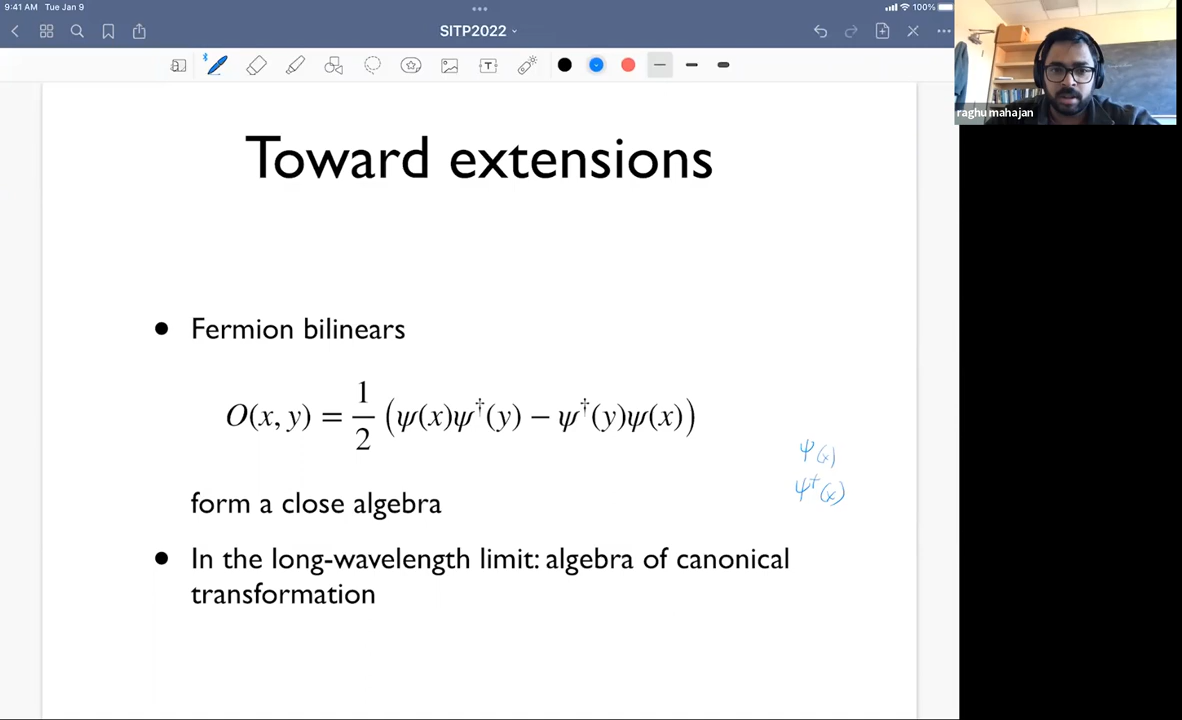 9:41 AM Tue Jan 9
100%
SITP2022
T
raghu mahajan
Toward extensions
• Fermion bilinears
O(x, y) = 1/2 (ψ(x)ψ†(y) − ψ†(y)ψ(x))
ψ(x)
ψ†(x)
form a close algebra
• In the long-wavelength limit: algebra of canonical
transformation